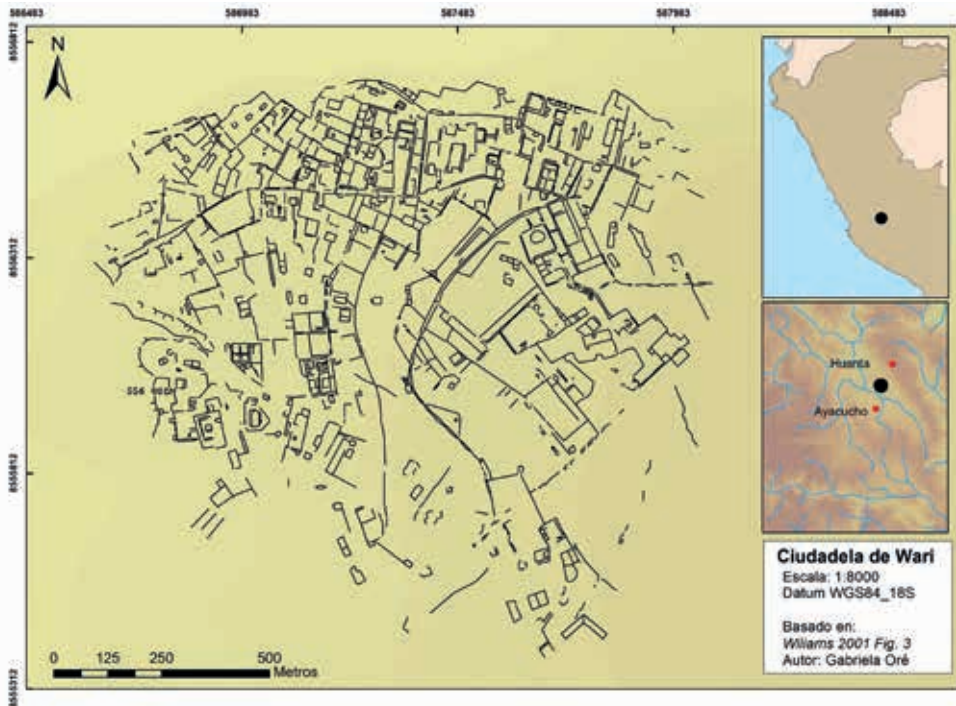 586483 586983 587483 587983 588483
8556812
N
8556312
8555812
8555312
Huanta
Ayacucho
0 125 250 500
Metros
Ciudadela de Wari
Escala: 1:8000
Datum WGS84_18S
Basado en:
Wiliams 2001 Fig. 3
Autor: Gabriela Oré